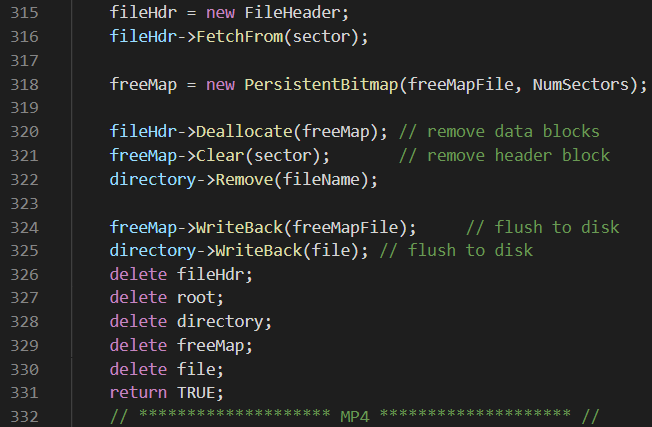 315 fileHdr = new FileHeader;
316 fileHdr->FetchFrom(sector);
317
318 freeMap = new PersistentBitmap(freeMapFile, NumSectors);
319
320 fileHdr->Deallocate(freeMap); // remove data blocks
321 freeMap->Clear(sector);       // remove header block
322 directory->Remove(fileName);
323
324 freeMap->WriteBack(freeMapFile);     // flush to disk
325 directory->WriteBack(file); // flush to disk
326 delete fileHdr;
327 delete root;
328 delete directory;
329 delete freeMap;
330 delete file;
331 return TRUE;
332 // ******************** MP4 ******************** //